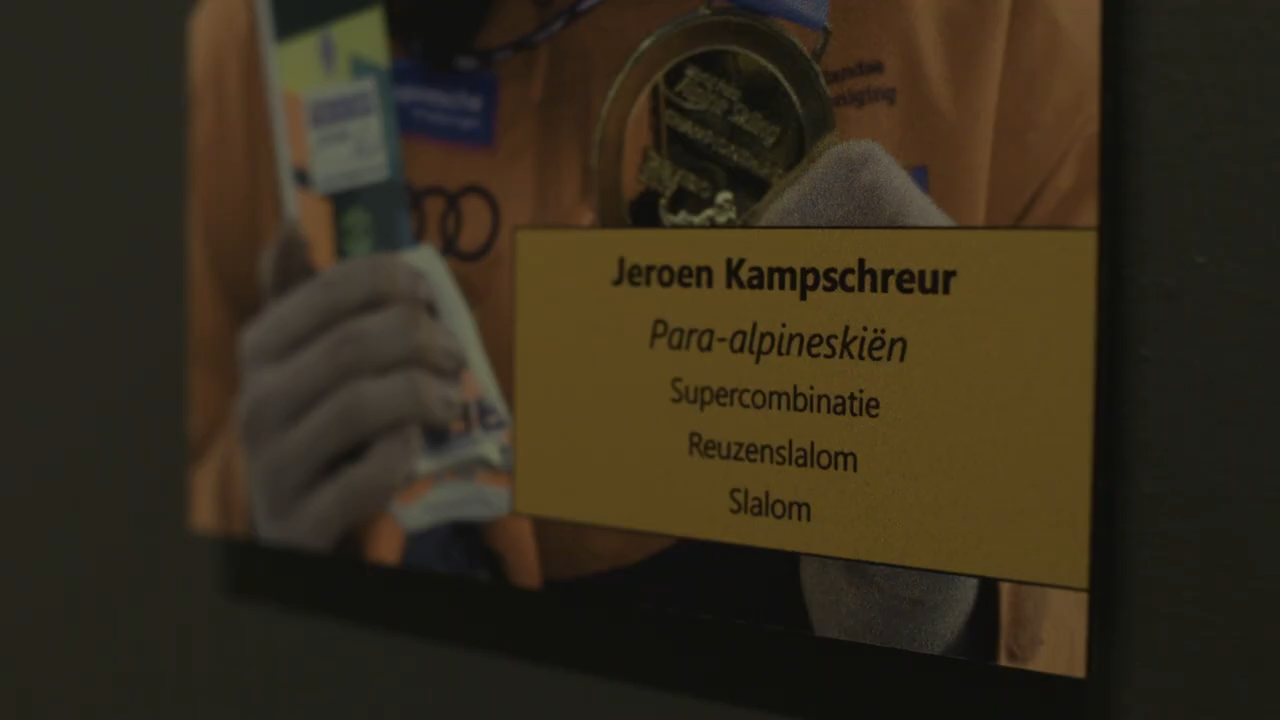 Jeroen Kampschreur
Para-alpineskiën
Supercombinatie
Reuzenslalom
Slalom